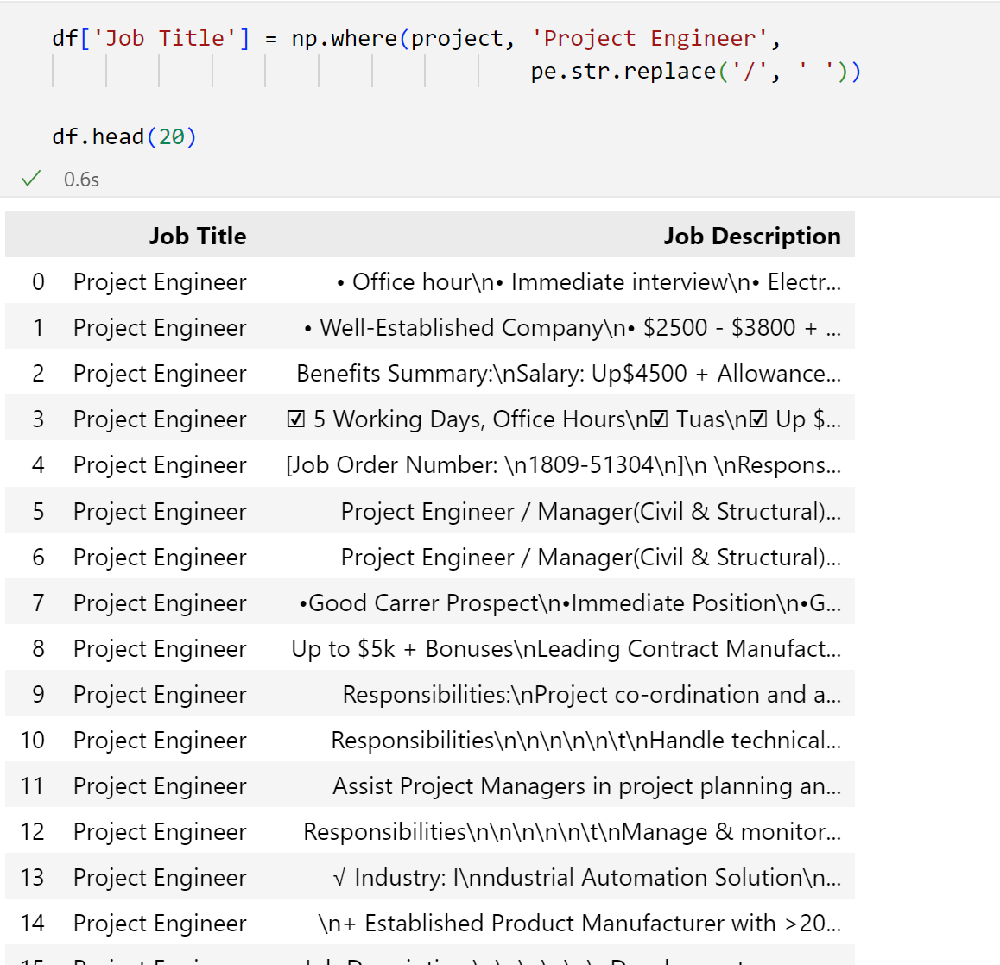 df['Job Title'] = np.where(project, 'Project Engineer',
pe.str.replace('/', ' '))
df.head(20)
✓ 0.6s
Job Title Job Description
0 Project Engineer • Office hour\n• Immediate interview\n• Electr...
1 Project Engineer • Well-Established Company\n• $2500 - $3800 + ...
2 Project Engineer Benefits Summary:\nSalary: Up$4500 + Allowance...
3 Project Engineer ☑ 5 Working Days, Office Hours\n☑ Tuas\n☑ Up $...
4 Project Engineer [Job Order Number: \n1809-51304\n]\n \nRespons...
5 Project Engineer Project Engineer / Manager(Civil & Structural)...
6 Project Engineer Project Engineer / Manager(Civil & Structural)...
7 Project Engineer •Good Carrer Prospect\n•Immediate Position\n•G...
8 Project Engineer Up to $5k + Bonuses\nLeading Contract Manufact...
9 Project Engineer Responsibilities:\nProject co-ordination and a...
10 Project Engineer Responsibilities\n\n\n\n\n\t\nHandle technical...
11 Project Engineer Assist Project Managers in project planning an...
12 Project Engineer Responsibilities\n\n\n\n\n\t\nManage & monitor...
13 Project Engineer √ Industry: I\nndustrial Automation Solution\n...
14 Project Engineer \n+ Established Product Manufacturer with >20...
15 Project Engineer